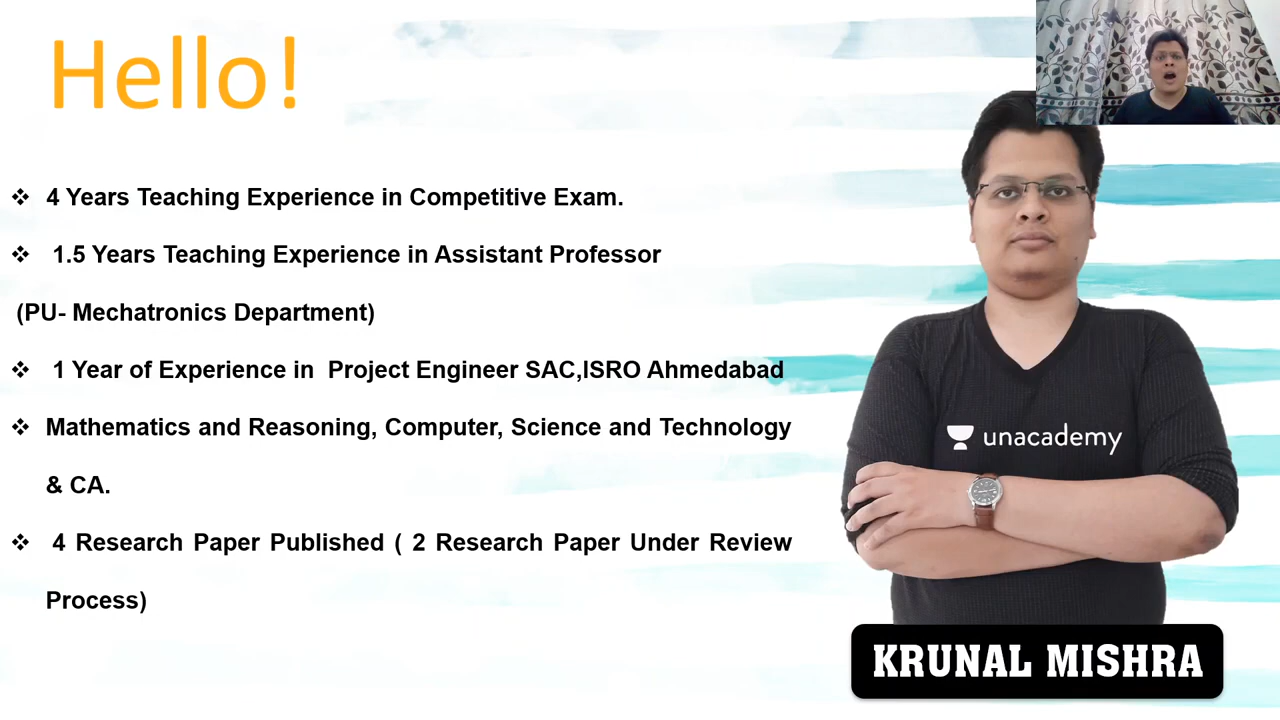 Hello!
❖ 4 Years Teaching Experience in Competitive Exam.
❖ 1.5 Years Teaching Experience in Assistant Professor
(PU- Mechatronics Department)
❖ 1 Year of Experience in Project Engineer SAC,ISRO Ahmedabad
❖ Mathematics and Reasoning, Computer, Science and Technology
& CA.
❖ 4 Research Paper Published ( 2 Research Paper Under Review
Process)
unacademy
KRUNAL MISHRA